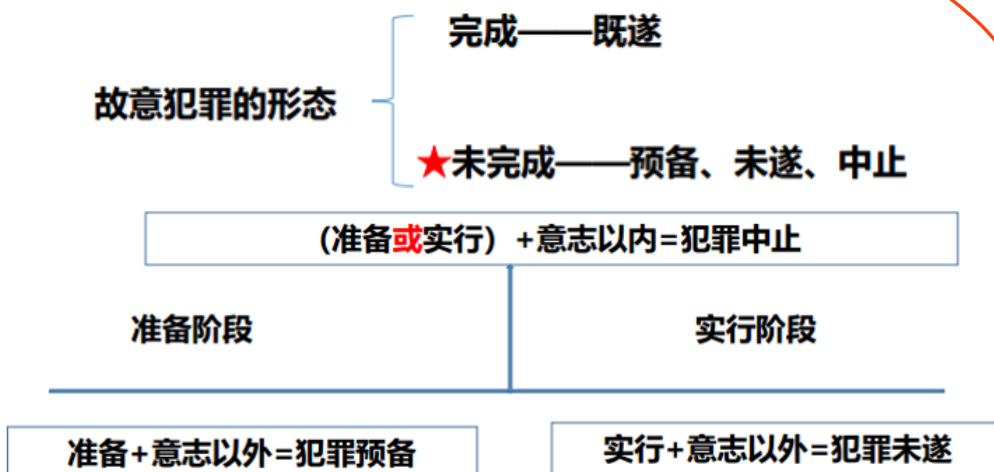 完成——既遂
故意犯罪的形态
★未完成——预备、未遂、中止
（准备或实行）+意志以内=犯罪中止
准备阶段
实行阶段
准备+意志以外=犯罪预备
实行+意志以外=犯罪未遂